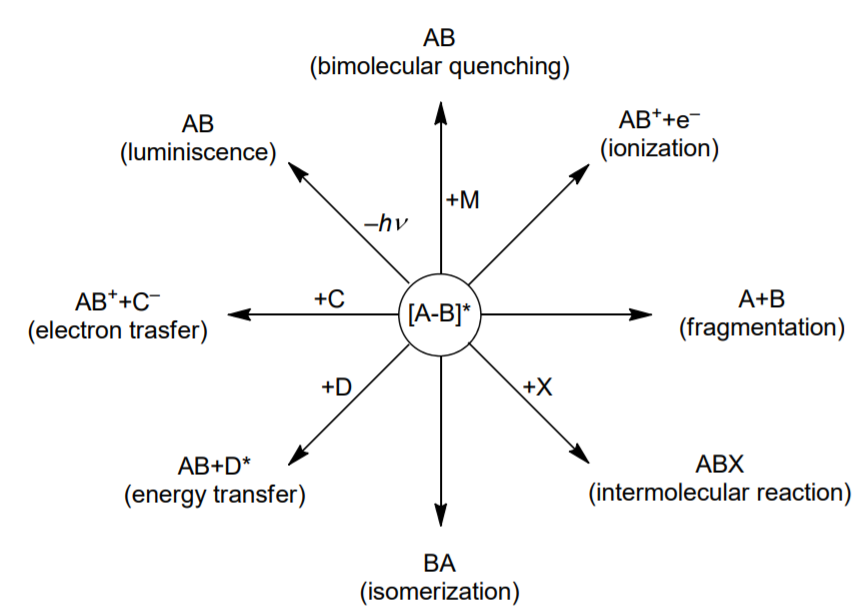 AB
(bimolecular quenching)
AB
(luminiscence)
AB⁺+e⁻
(ionization)
+M
–hν
AB⁺+C⁻
(electron trasfer)
+C
[A-B]*
A+B
(fragmentation)
+D
+X
AB+D*
(energy transfer)
ABX
(intermolecular reaction)
BA
(isomerization)